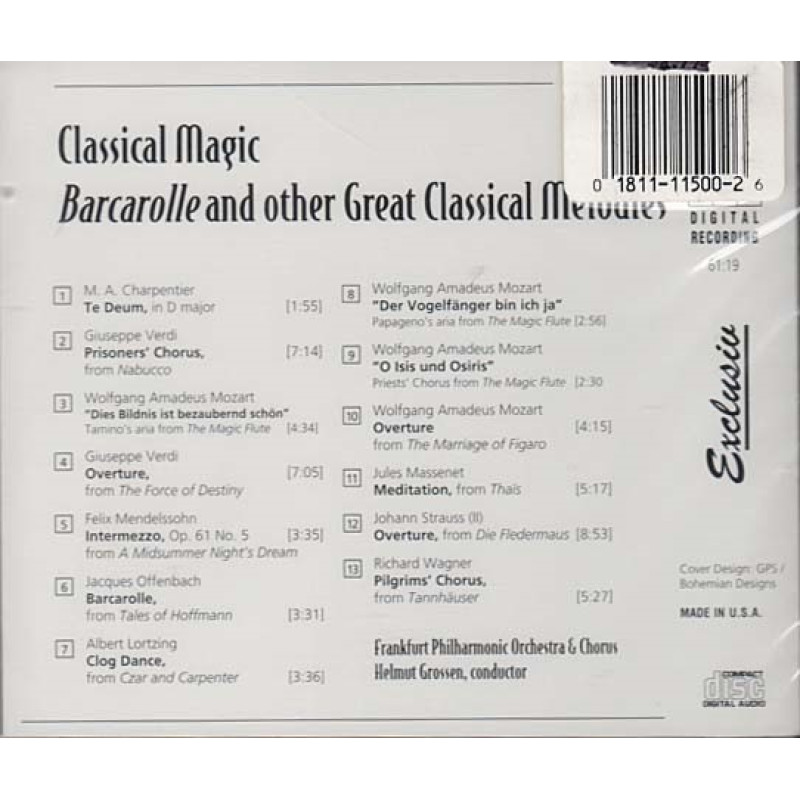 Classical Magic
Barcarolle and other Great Classical Melodies
0 1811-11500-2 6
DIGITAL
RECORDING
61:19
Exclusiv
1 M. A. Charpentier
Te Deum, in D major [1:55]
2 Giuseppe Verdi
Prisoners' Chorus, [7:14]
from Nabucco
3 Wolfgang Amadeus Mozart
"Dies Bildnis ist bezaubernd schön"
Tamino's aria from The Magic Flute [4:34]
4 Giuseppe Verdi
Overture, [7:05]
from The Force of Destiny
5 Felix Mendelssohn
Intermezzo, Op. 61 No. 5 [3:35]
from A Midsummer Night's Dream
6 Jacques Offenbach
Barcarolle,
from Tales of Hoffmann [3:31]
7 Albert Lortzing
Clog Dance,
from Czar and Carpenter [3:36]
8 Wolfgang Amadeus Mozart
"Der Vogelfänger bin ich ja"
Papageno's aria from The Magic Flute [2:56]
9 Wolfgang Amadeus Mozart
"O Isis und Osiris"
Priests' Chorus from The Magic Flute [2:30
10 Wolfgang Amadeus Mozart
Overture [4:15]
from The Marriage of Figaro
11 Jules Massenet
Meditation, from Thaïs [5:17]
12 Johann Strauss (II)
Overture, from Die Fledermaus [8:53]
13 Richard Wagner
Pilgrims' Chorus,
from Tannhäuser [5:27]
Frankfurt Philharmonic Orchestra & Chorus
Helmut Grossen, conductor
Cover Design: GPS /
Bohemian Designs
MADE IN U.S.A.
COMPACT
disc
DIGITAL AUDIO